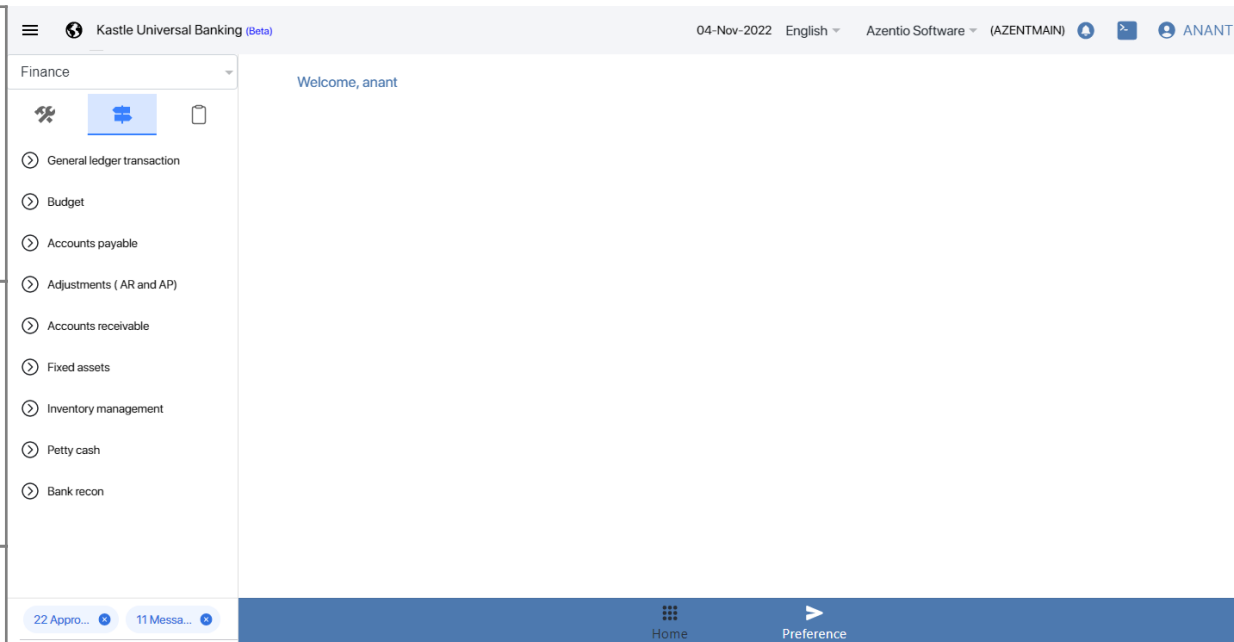 Kastle Universal Banking (Beta)
04-Nov-2022 English Azentio Software (AZENTMAIN) ANANT
Finance
Welcome, anant
General ledger transaction
Budget
Accounts payable
Adjustments ( AR and AP)
Accounts receivable
Fixed assets
Inventory management
Petty cash
Bank recon
22 Appro... 11 Messa...
Home Preference